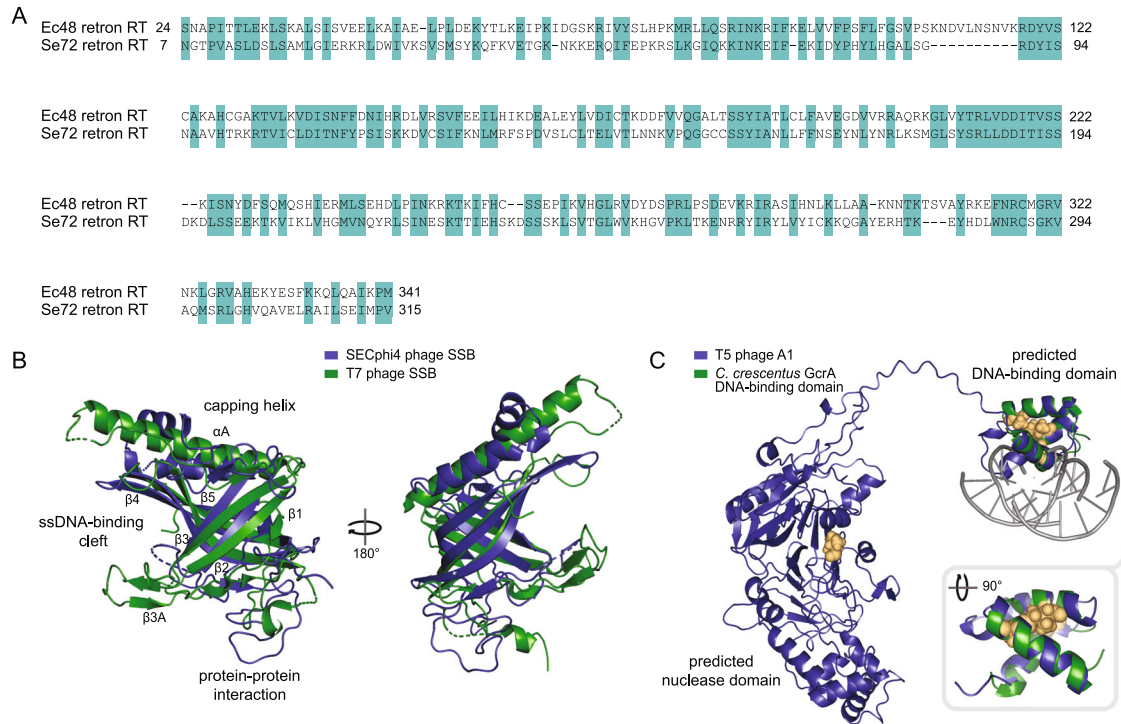 A
Ec48 retron RT 24 SNAPITTLEKLSKALSISVEELKAIAE-LPLDEKYTLKEIPKIDGSKRIVYSLHPKMRLLQSRINKRIFKELVVFPSFLFGSVPSKNDVLNSNVKRDYVS 122
Se72 retron RT 7 NGTPVASLDSLSAMLGIERKRLDWIVKSVSMSYKQFKVETGK-NKKERQIFEPKRSLKGIQKKINKEIF-EKIDYPHYLHGALSG----------RDYIS 94
Ec48 retron RT CAKAHCGAKTVLKVDISNFFDNIHRDLVRSVFEEILHIKDEALEYLVDICTKDDFVVQGALTSSYIATLCLFAVEGDVVRRAQRKGLVYTRLVDDITVSS 222
Se72 retron RT NAAVHTRKRTVICLDITNFYPSISKKDVCSIFKNLMRFSPDVSLCLTELVTLNNKVPQGGCCSSYIANLLFFNSEYNLYNRLKSMGLSYSRLLDDITISS 194
Ec48 retron RT --KISNYDFSQMQSHIERMLSEHDLPINKRKTKIFHC--SSEPIKVHGLRVDYDSPRLPSDEVKRIRASIHNLKLLAA-KNNTKTSVAYRKEFNRCMGRV 322
Se72 retron RT DKDLSSEEKTKVIKLVHGMVNQYRLSINESKTTIEHSKDSSSKLSVTGLWVKHGVPKLTKENRRYIRYLVYICKKQGAYERHTK---EYHDLWNRCSGKV 294
Ec48 retron RT NKLGRVAHEKYESFKKQLQAIKPM 341
Se72 retron RT AQMSRLGHVQAVELRAILSEIMPV 315
B
SECphi4 phage SSB
T7 phage SSB
capping helix
αA
β4
β5
β1
ssDNA-binding
cleft
β3
β2
β3A
180°
protein-protein
interaction
C
T5 phage A1
C. crescentus GcrA
DNA-binding domain
predicted
DNA-binding domain
90°
predicted
nuclease domain